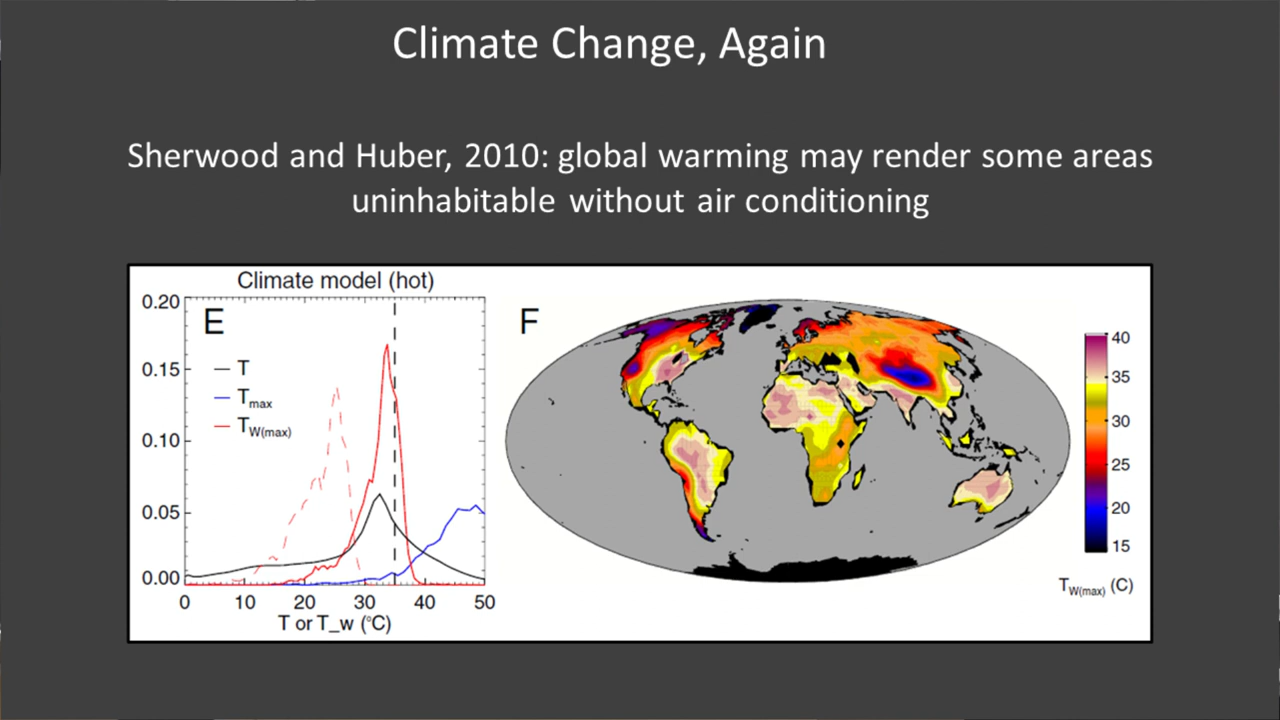 Climate Change, Again
Sherwood and Huber, 2010: global warming may render some areas
uninhabitable without air conditioning
Climate model (hot)
E
0.20
0.15
0.10
0.05
0.00
T
Tmax
TW(max)
0 10 20 30 40 50
T or T_w (°C)
F
40
35
30
25
20
15
TW(max) (C)